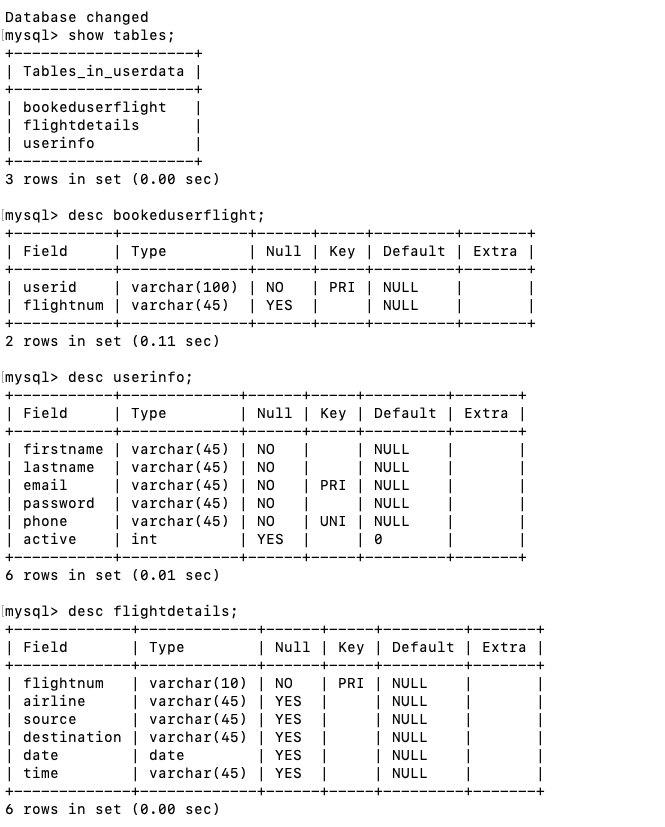 Database changed
mysql> show tables;
+--------------------+
| Tables_in_userdata |
+--------------------+
| bookeduserflight   |
| flightdetails      |
| userinfo           |
+--------------------+
3 rows in set (0.00 sec)

mysql> desc bookeduserflight;
+-----------+--------------+------+-----+---------+-------+
| Field     | Type         | Null | Key | Default | Extra |
+-----------+--------------+------+-----+---------+-------+
| userid    | varchar(100) | NO   | PRI | NULL    |       |
| flightnum | varchar(45)  | YES  |     | NULL    |       |
+-----------+--------------+------+-----+---------+-------+
2 rows in set (0.11 sec)

mysql> desc userinfo;
+-----------+-------------+------+-----+---------+-------+
| Field     | Type        | Null | Key | Default | Extra |
+-----------+-------------+------+-----+---------+-------+
| firstname | varchar(45) | NO   |     | NULL    |       |
| lastname  | varchar(45) | NO   |     | NULL    |       |
| email     | varchar(45) | NO   | PRI | NULL    |       |
| password  | varchar(45) | NO   |     | NULL    |       |
| phone     | varchar(45) | NO   | UNI | NULL    |       |
| active    | int         | YES  |     | 0       |       |
+-----------+-------------+------+-----+---------+-------+
6 rows in set (0.01 sec)

mysql> desc flightdetails;
+-------------+-------------+------+-----+---------+-------+
| Field       | Type        | Null | Key | Default | Extra |
+-------------+-------------+------+-----+---------+-------+
| flightnum   | varchar(10) | NO   | PRI | NULL    |       |
| airline     | varchar(45) | YES  |     | NULL    |       |
| source      | varchar(45) | YES  |     | NULL    |       |
| destination | varchar(45) | YES  |     | NULL    |       |
| date        | date        | YES  |     | NULL    |       |
| time        | varchar(45) | YES  |     | NULL    |       |
+-------------+-------------+------+-----+---------+-------+
6 rows in set (0.00 sec)